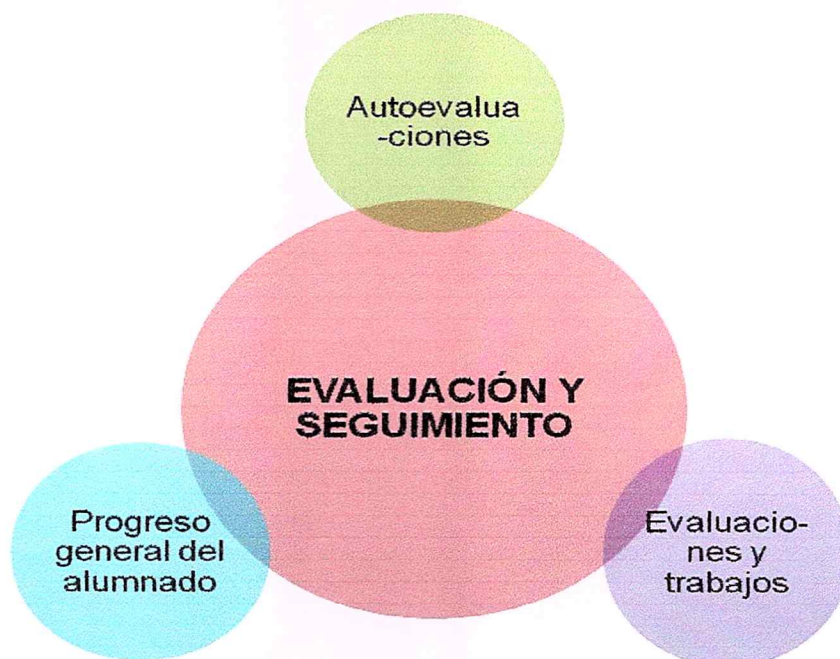 Autoevalua
-ciones
EVALUACIÓN Y
SEGUIMIENTO
Progreso
general del
alumnado
Evaluacio-
nes y
trabajos